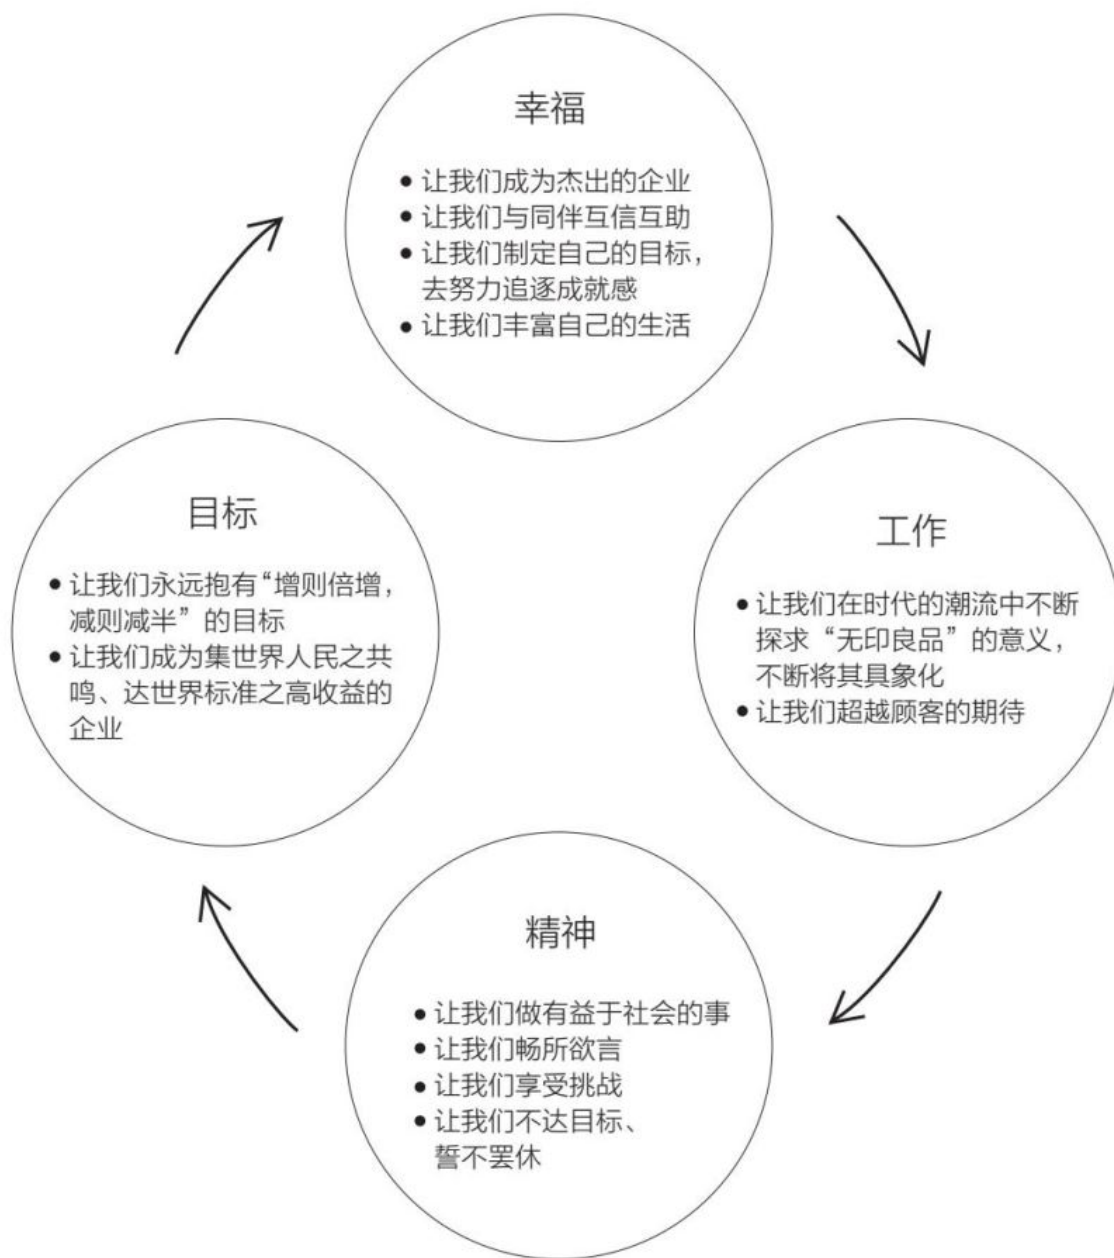 幸福
● 让我们成为杰出的企业
● 让我们与同伴互信互助
● 让我们制定自己的目标，
去努力追逐成就感
● 让我们丰富自己的生活
目标
● 让我们永远抱有“增则倍增，
减则减半”的目标
● 让我们成为集世界人民之共
鸣、达世界标准之高收益的
企业
工作
● 让我们在时代的潮流中不断
探求“无印良品”的意义，
不断将其具象化
● 让我们超越顾客的期待
精神
● 让我们做有益于社会的事
● 让我们畅所欲言
● 让我们享受挑战
● 让我们不达目标、
誓不罢休